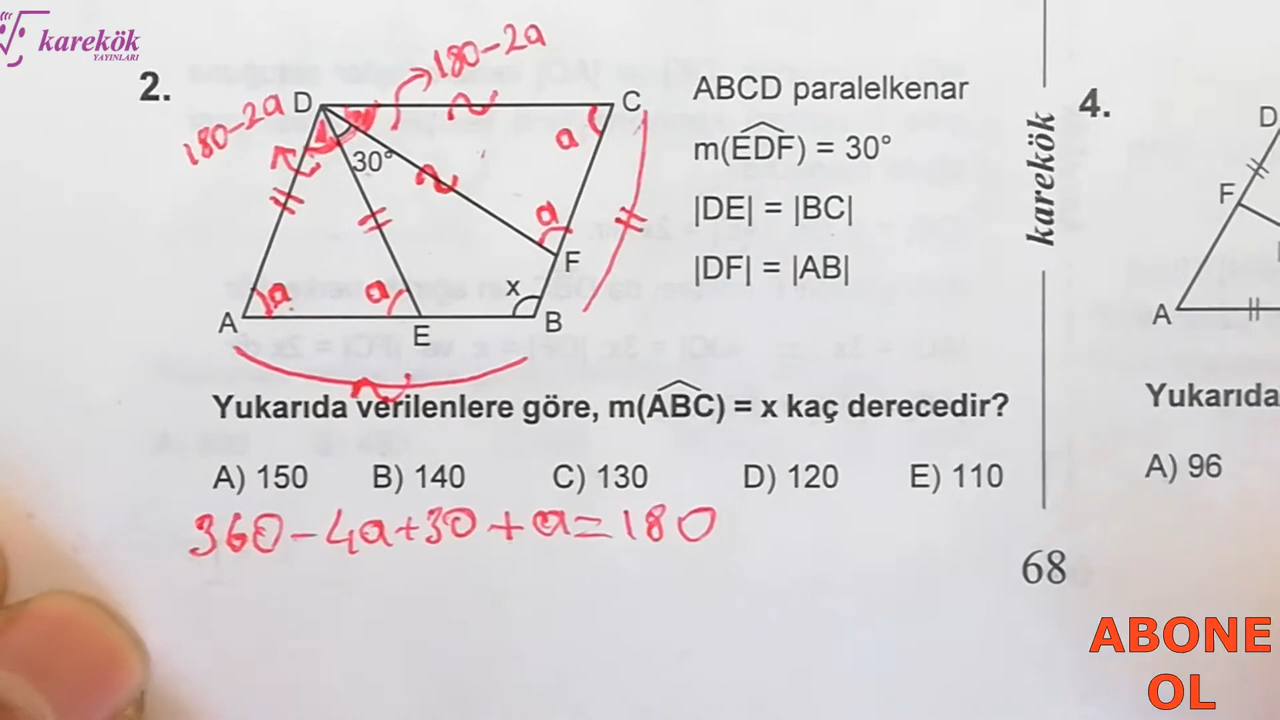 karekök
YAYINLARI
2.
180-2a
180-2a
D
C
a
30°
a
F
a
a
x
A
E
B
ABCD paralelkenar
m(EDF) = 30°
|DE| = |BC|
|DF| = |AB|
Yukarıda verilenlere göre, m(ABC) = x kaç derecedir?
A) 150 B) 140 C) 130 D) 120 E) 110
360-4a+30+a=180
karekök
68
4.
D
F
A
Yukarıda
A) 96
ABONE
OL